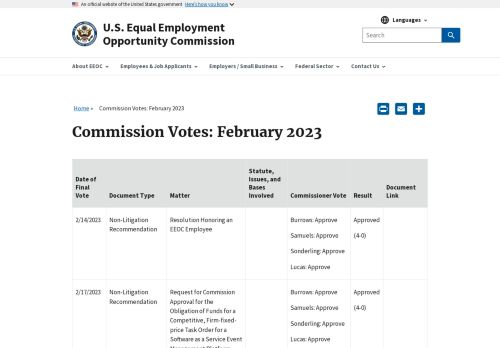 An official website of the United States government Here's how you know
Languages
U.S. Equal Employment
Opportunity Commission
Search
About EEOC
Employees & Job Applicants
Employers / Small Business
Federal Sector
Contact Us
Home » Commission Votes: February 2023
Commission Votes: February 2023
Date of
Final
Vote
Document Type
Matter
Statute,
Issues, and
Bases
Involved
Commissioner Vote
Result
Document
Link
2/14/2023
Non-Litigation
Recommendation
Resolution Honoring an
EEOC Employee
Burrows: Approve
Samuels: Approve
Sonderling: Approve
Lucas: Approve
Approved
(4-0)
2/17/2023
Non-Litigation
Recommendation
Request for Commission
Approval for the
Obligation of Funds for a
Competitive, Firm-fixed-
price Task Order for a
Software as a Service Event
Management Platform
Burrows: Approve
Samuels: Approve
Sonderling: Approve
Lucas: Approve
Approved
(4-0)